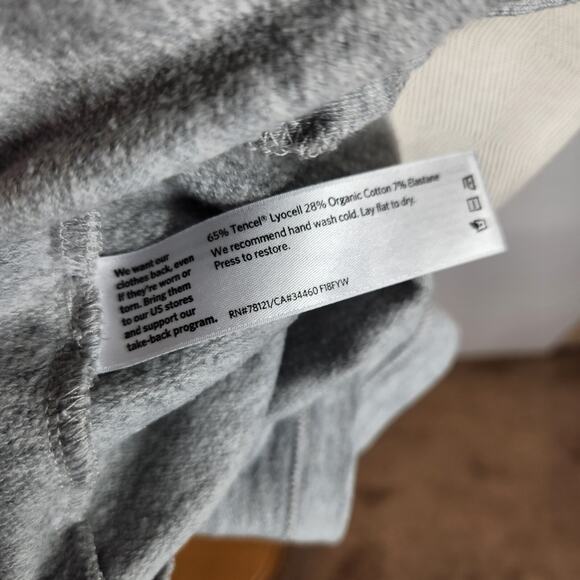 We want our
clothes back, even
if they're worn or
torn. Bring them
to our US stores
and support our
take-back program.
65% Tencel® Lyocell 28% Organic Cotton 7% Elastane
We recommend hand wash cold. Lay flat to dry.
Press to restore.
RN#78121/CA#34460 F18FYW